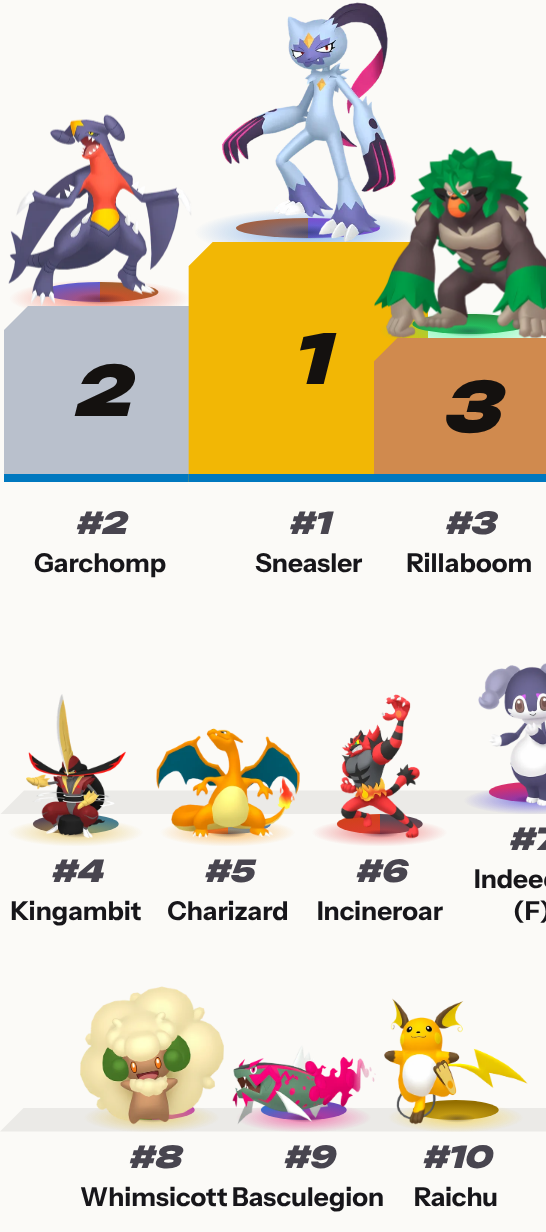 2
1
3
#2
#1
#3
Garchomp
Sneasler
Rillaboom
#4
#5
#6
Kingambit
Charizard
Incineroar
(F)
#8
#9
#10
Whimsicott
Basculegion
Raichu